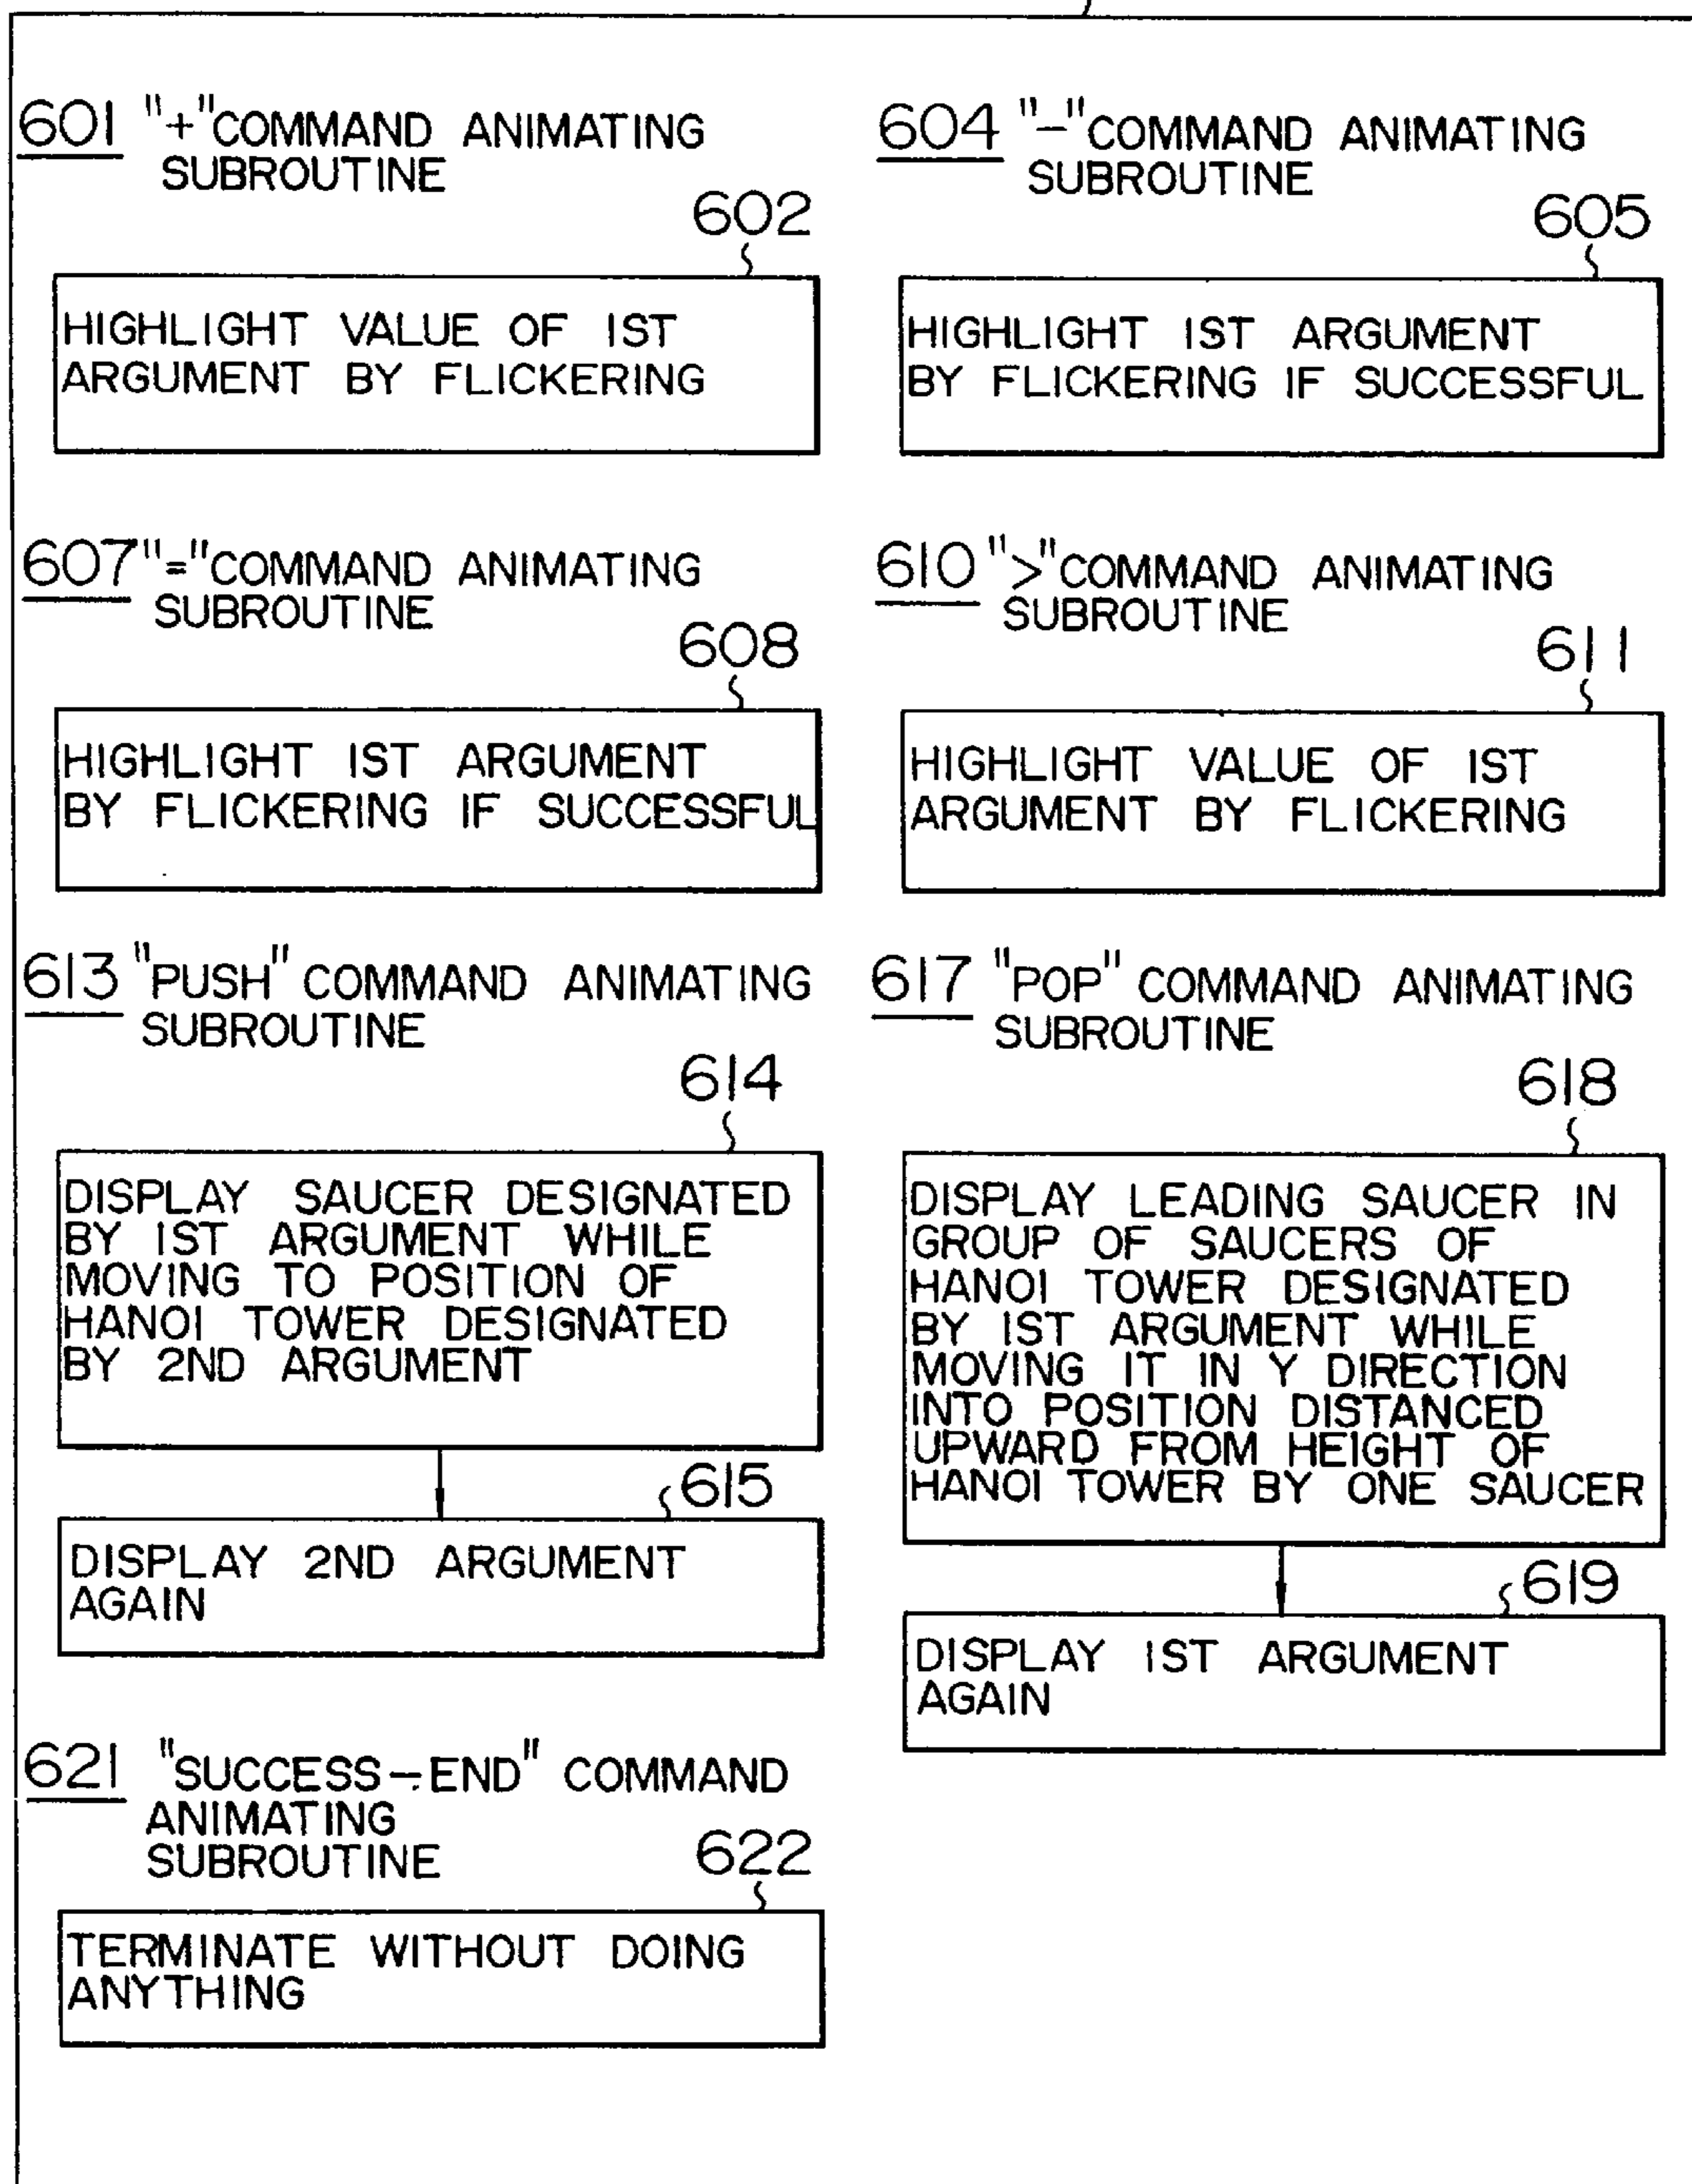 601 "+"COMMAND ANIMATING
SUBROUTINE
602
HIGHLIGHT VALUE OF 1ST
ARGUMENT BY FLICKERING
604 "-"COMMAND ANIMATING
SUBROUTINE
605
HIGHLIGHT 1ST ARGUMENT
BY FLICKERING IF SUCCESSFUL
607 "="COMMAND ANIMATING
SUBROUTINE
608
HIGHLIGHT 1ST ARGUMENT
BY FLICKERING IF SUCCESSFUL
610 ">"COMMAND ANIMATING
SUBROUTINE
611
HIGHLIGHT VALUE OF 1ST
ARGUMENT BY FLICKERING
613 "PUSH" COMMAND ANIMATING
SUBROUTINE
614
DISPLAY SAUCER DESIGNATED
BY 1ST ARGUMENT WHILE
MOVING TO POSITION OF
HANOI TOWER DESIGNATED
BY 2ND ARGUMENT
615
DISPLAY 2ND ARGUMENT
AGAIN
617 "POP" COMMAND ANIMATING
SUBROUTINE
618
DISPLAY LEADING SAUCER IN
GROUP OF SAUCERS OF
HANOI TOWER DESIGNATED
BY 1ST ARGUMENT WHILE
MOVING IT IN Y DIRECTION
INTO POSITION DISTANCED
UPWARD FROM HEIGHT OF
HANOI TOWER BY ONE SAUCER
619
DISPLAY 1ST ARGUMENT
AGAIN
621 "SUCCESS-END" COMMAND
ANIMATING
SUBROUTINE
622
TERMINATE WITHOUT DOING
ANYTHING